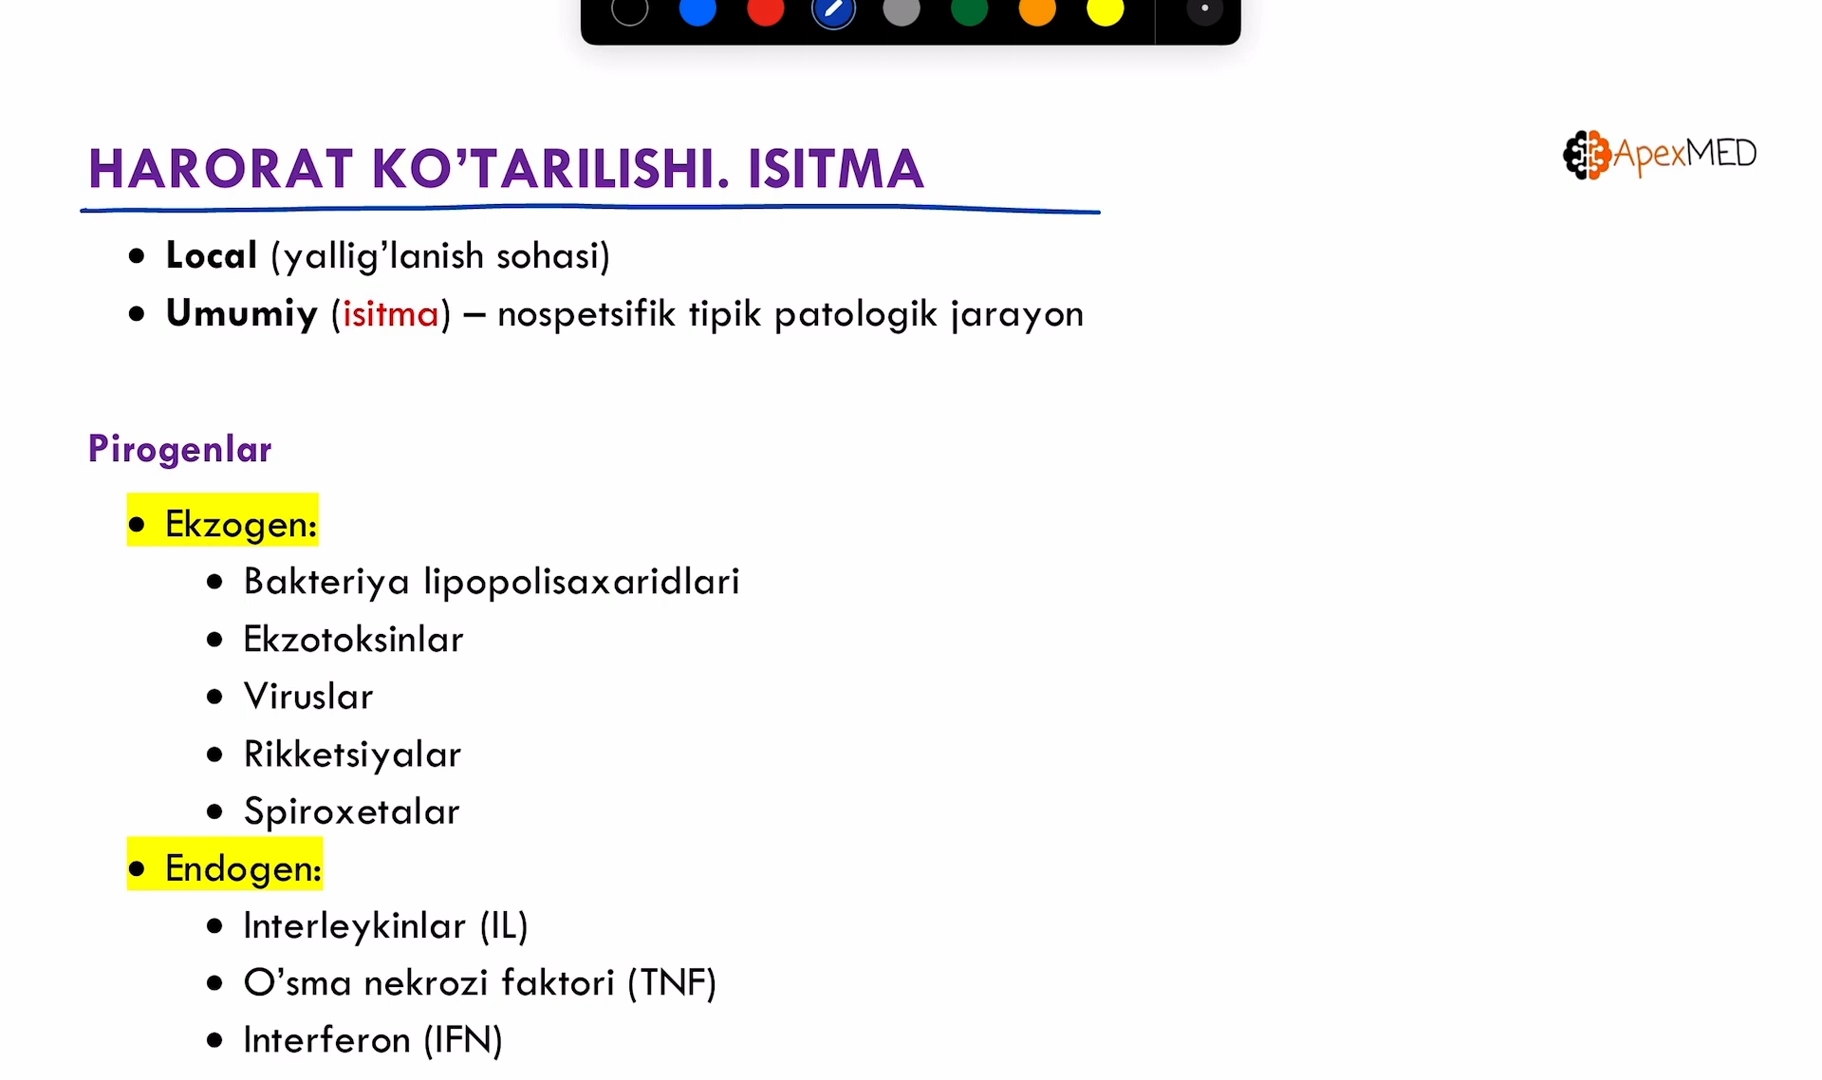 HARORAT KO’TARILISHI. ISITMA
ApexMED
• Local (yallig’lanish sohasi)
• Umumiy (isitma) – nospetsifik tipik patologik jarayon
Pirogenlar
• Ekzogen:
• Bakteriya lipopolisaxaridlari
• Ekzotoksinlar
• Viruslar
• Rikketsiyalar
• Spiroxetalar
• Endogen:
• Interleykinlar (IL)
• O’sma nekrozi faktori (TNF)
• Interferon (IFN)